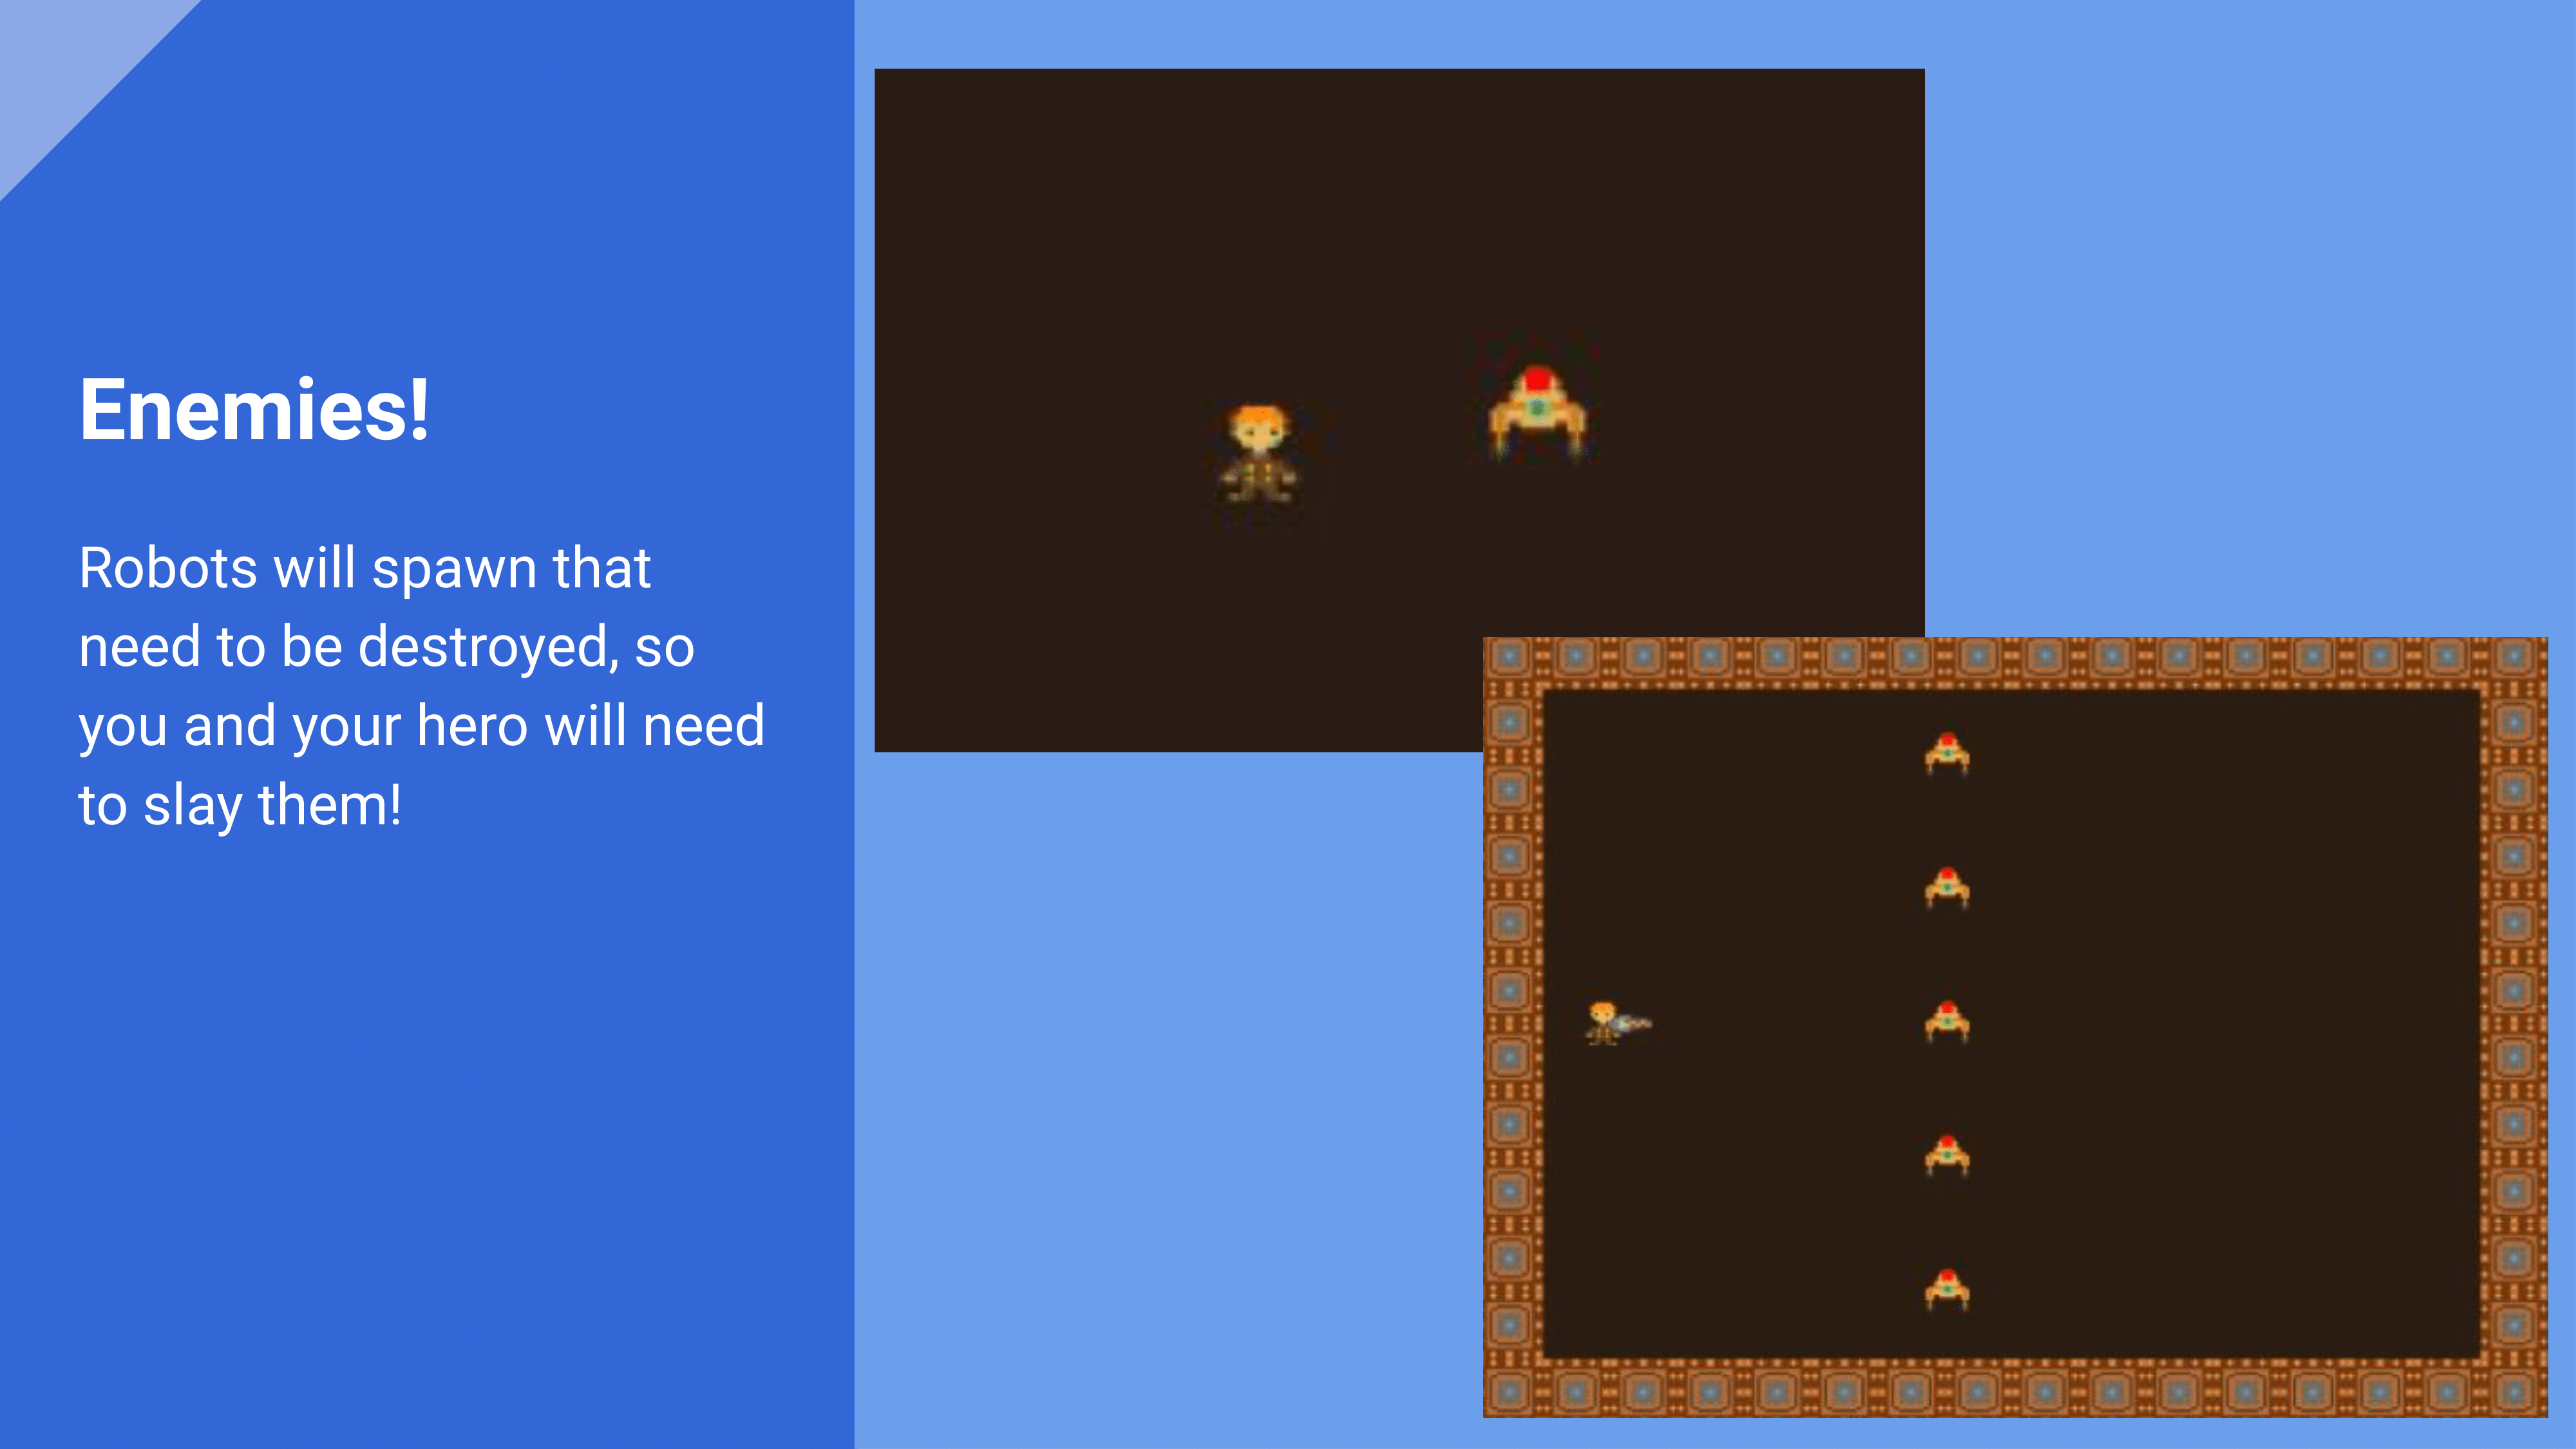 Enemies!
Robots will spawn that
need to be destroyed, so
you and your hero will need
to slay them!